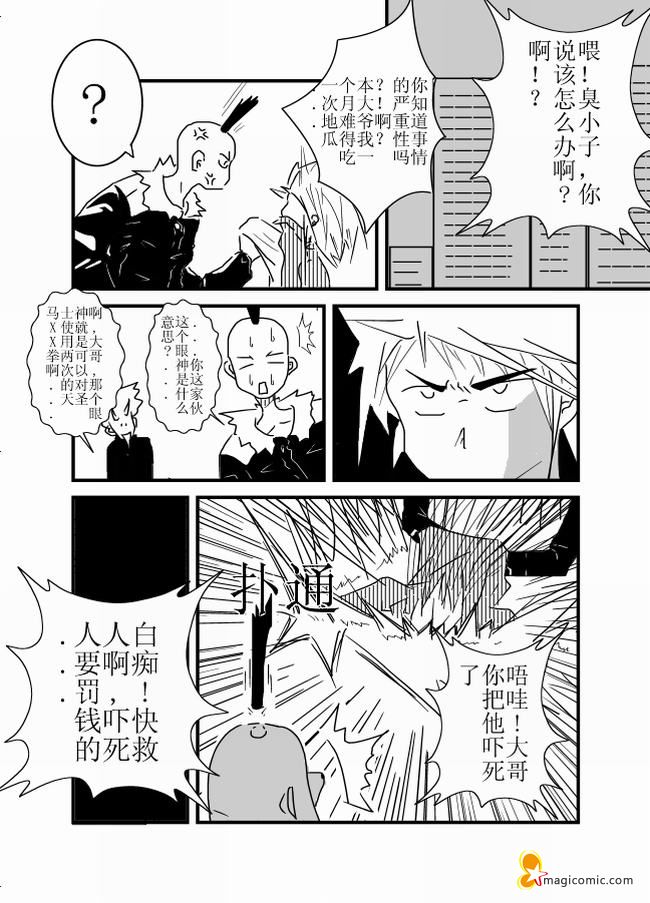 喂！臭小子，你
说该怎么办啊？
啊！？
你知道事情
的严重性吗
？！啊？
本大爷我一
个月难得吃
一次地瓜
．．．
？
．．．你这家伙
这个眼神是什么
意思？．．．
啊，大哥，那个眼
神就是可以对圣
士使用两次的天
马XX拳啊．．．
唔哇！大哥
你把他吓死
了
扑通
白痴！快救
人啊，吓死
人要罚钱的
．．．
magicomic.com